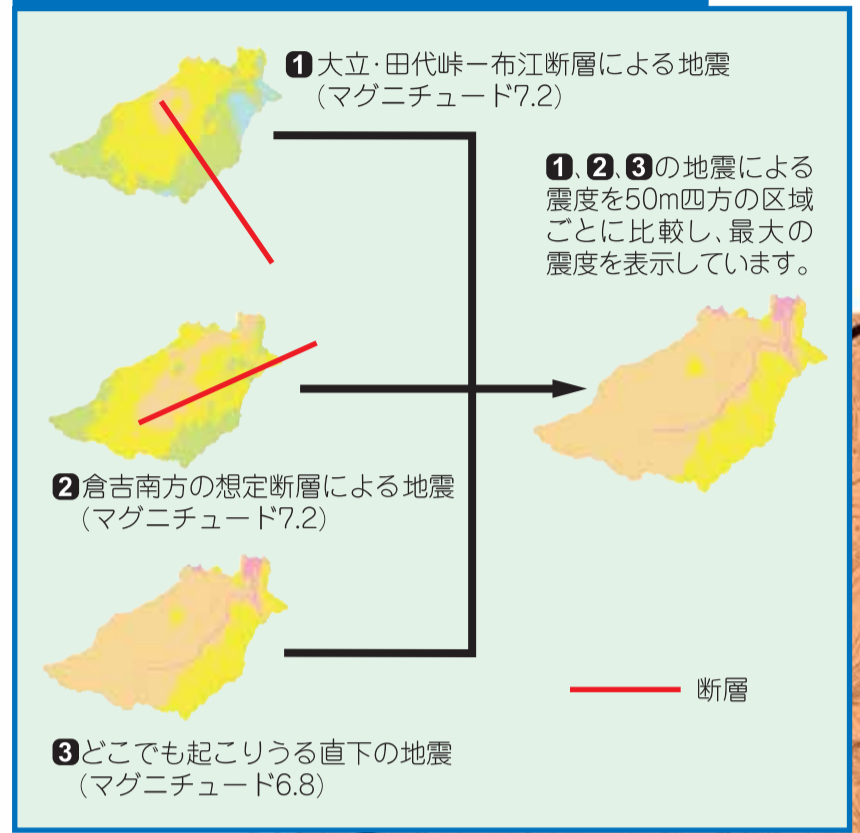 ❶大立・田代峠ー布江断層による地震
(マグニチュード7.2)
❶、❷、❸の地震による
震度を50m四方の区域
ごとに比較し、最大の
震度を表示しています。
❷倉吉南方の想定断層による地震
(マグニチュード7.2)
❸どこでも起こりうる直下の地震
(マグニチュード6.8)
断層